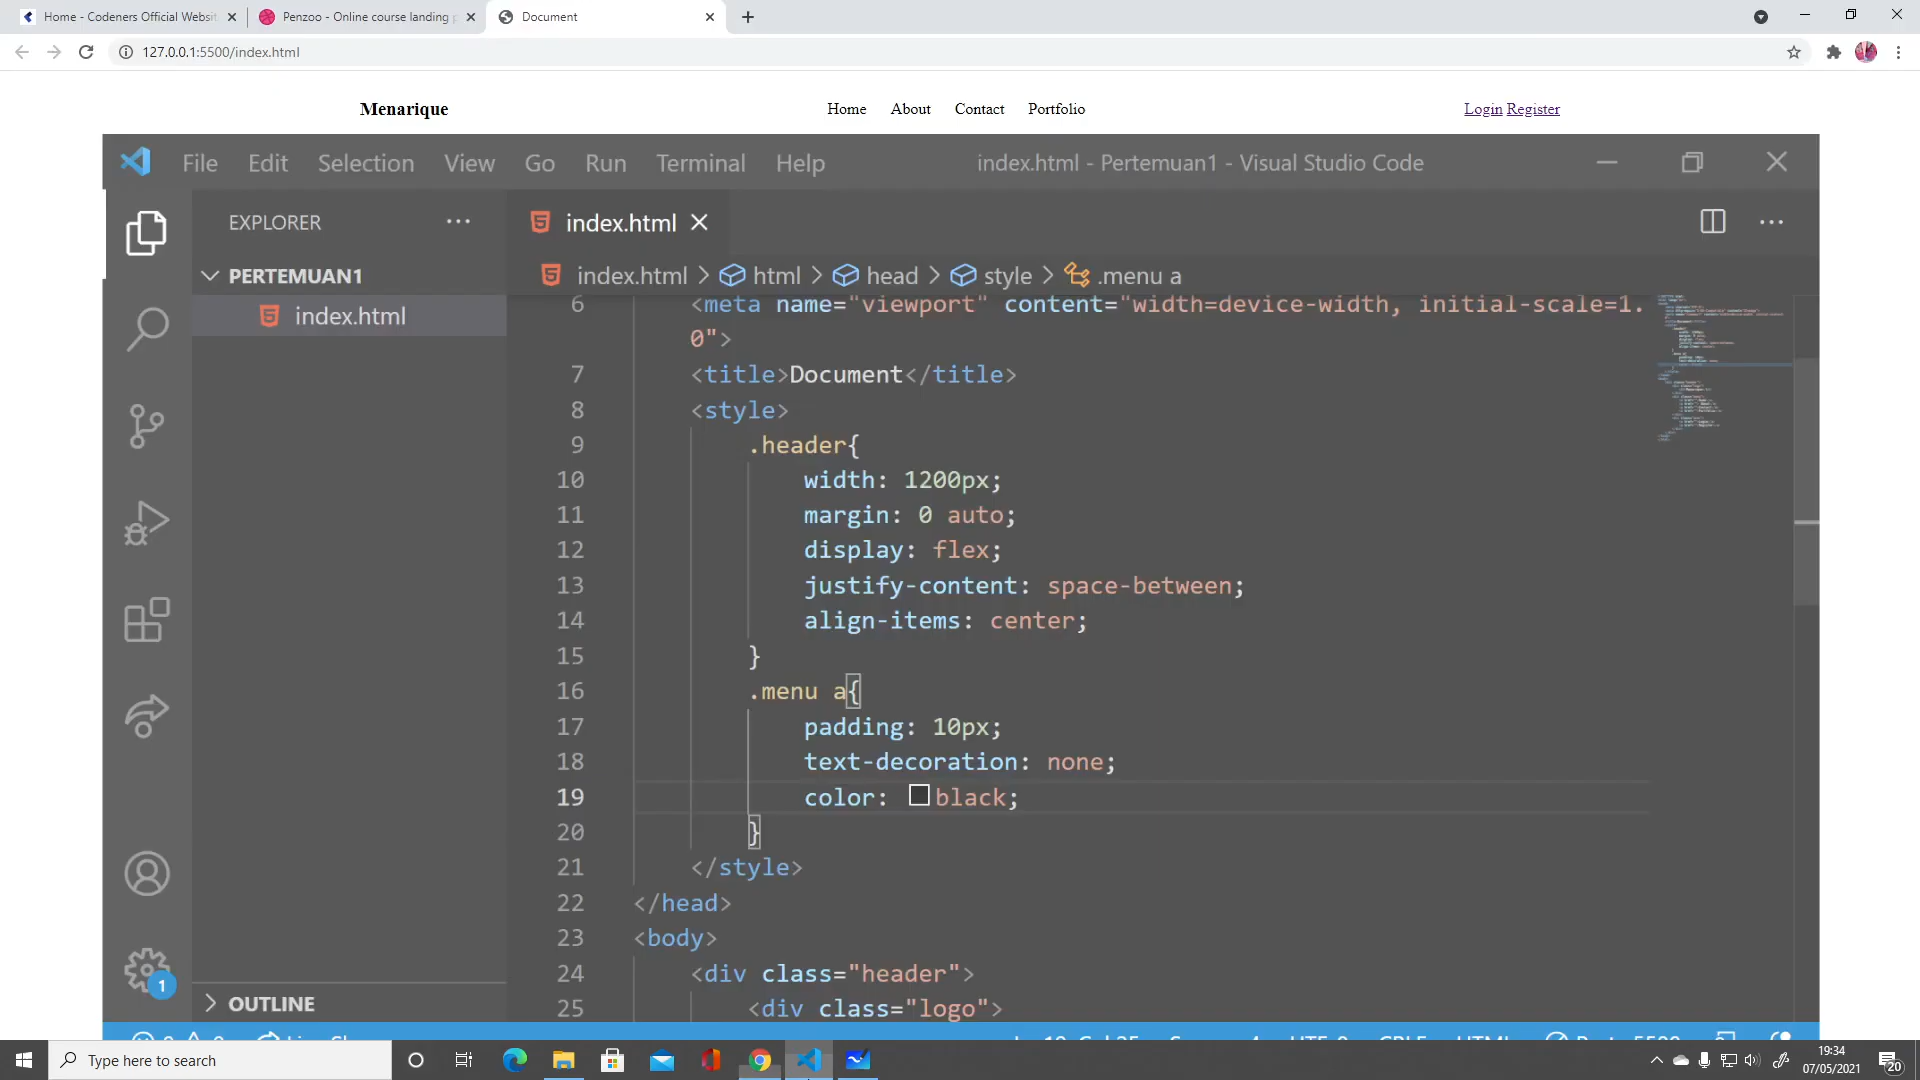 Home - Codeners Official Websit
Penzoo - Online course landing p
Document
127.0.0.1:5500/index.html
Menarique
Home About Contact Portfolio
Login Register
File Edit Selection View Go Run Terminal Help
index.html - Pertemuan1 - Visual Studio Code
EXPLORER
index.html
PERTEMUAN1
index.html > html > head > style > .menu a
index.html
6 <meta name="viewport" content="width=device-width, initial-scale=1.
0">
7 <title>Document</title>
8 <style>
9 .header{
10 width: 1200px;
11 margin: 0 auto;
12 display: flex;
13 justify-content: space-between;
14 align-items: center;
15 }
16 .menu a{
17 padding: 10px;
18 text-decoration: none;
19 color: black;
20 }
21 </style>
22 </head>
23 <body>
24 <div class="header">
25 <div class="logo">
1
OUTLINE
Type here to search
19:34
07/05/2021
20